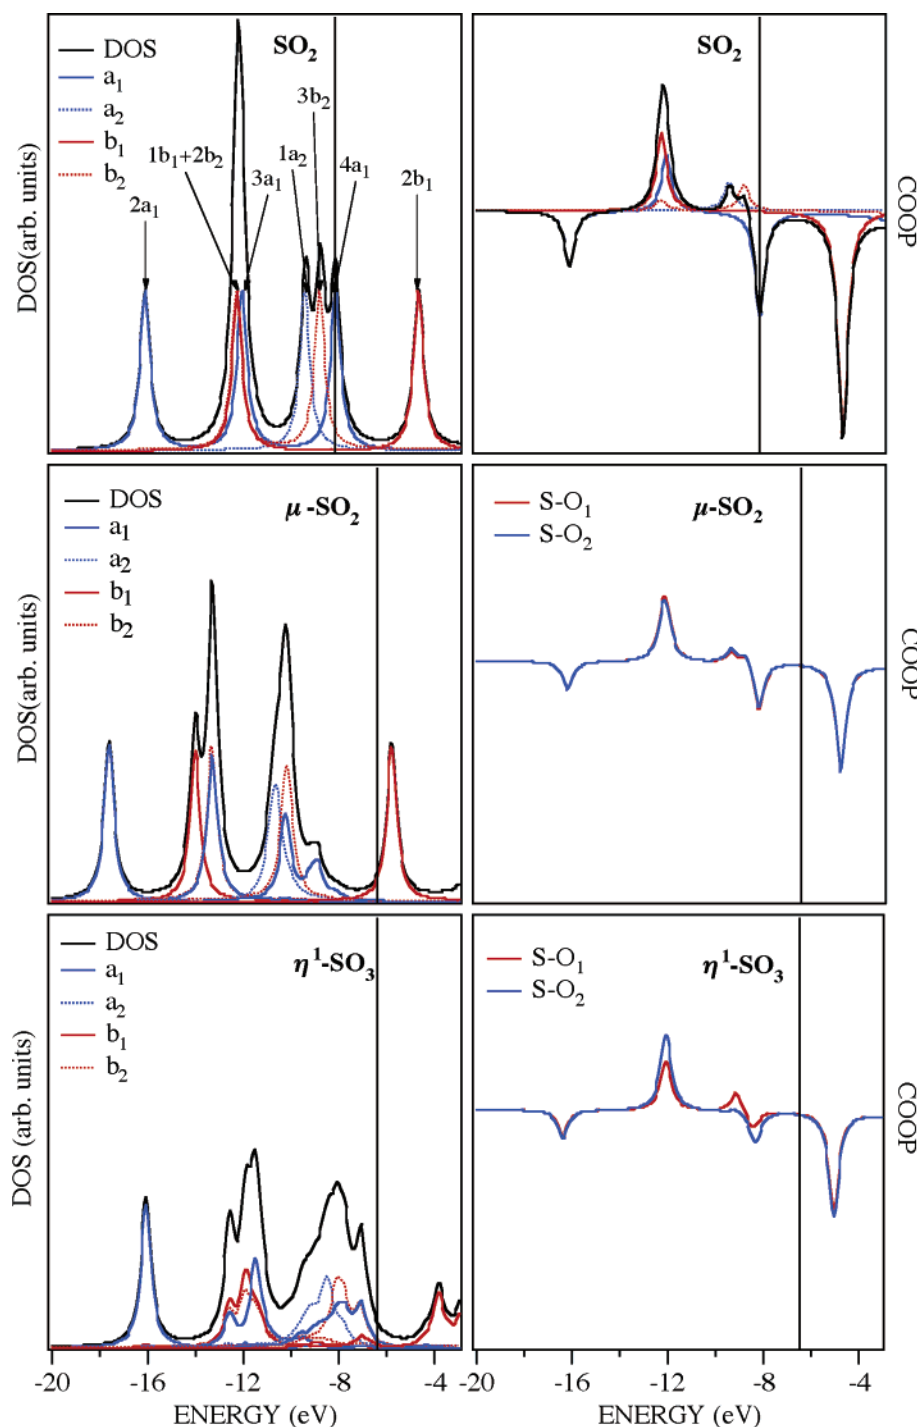 SO₂
DOS
a₁
a₂
b₁
b₂
3b₂
1b₁+2b₂
1a₂
2a₁
3a₁
4a₁
2b₁
DOS(arb. units)
SO₂
COOP
μ-SO₂
DOS
a₁
a₂
b₁
b₂
DOS(arb. units)
μ-SO₂
S-O₁
S-O₂
COOP
η¹-SO₃
DOS
a₁
a₂
b₁
b₂
DOS (arb. units)
-20 -16 -12 -8 -4
ENERGY (eV)
η¹-SO₃
S-O₁
S-O₂
COOP
-20 -16 -12 -8 -4
ENERGY (eV)